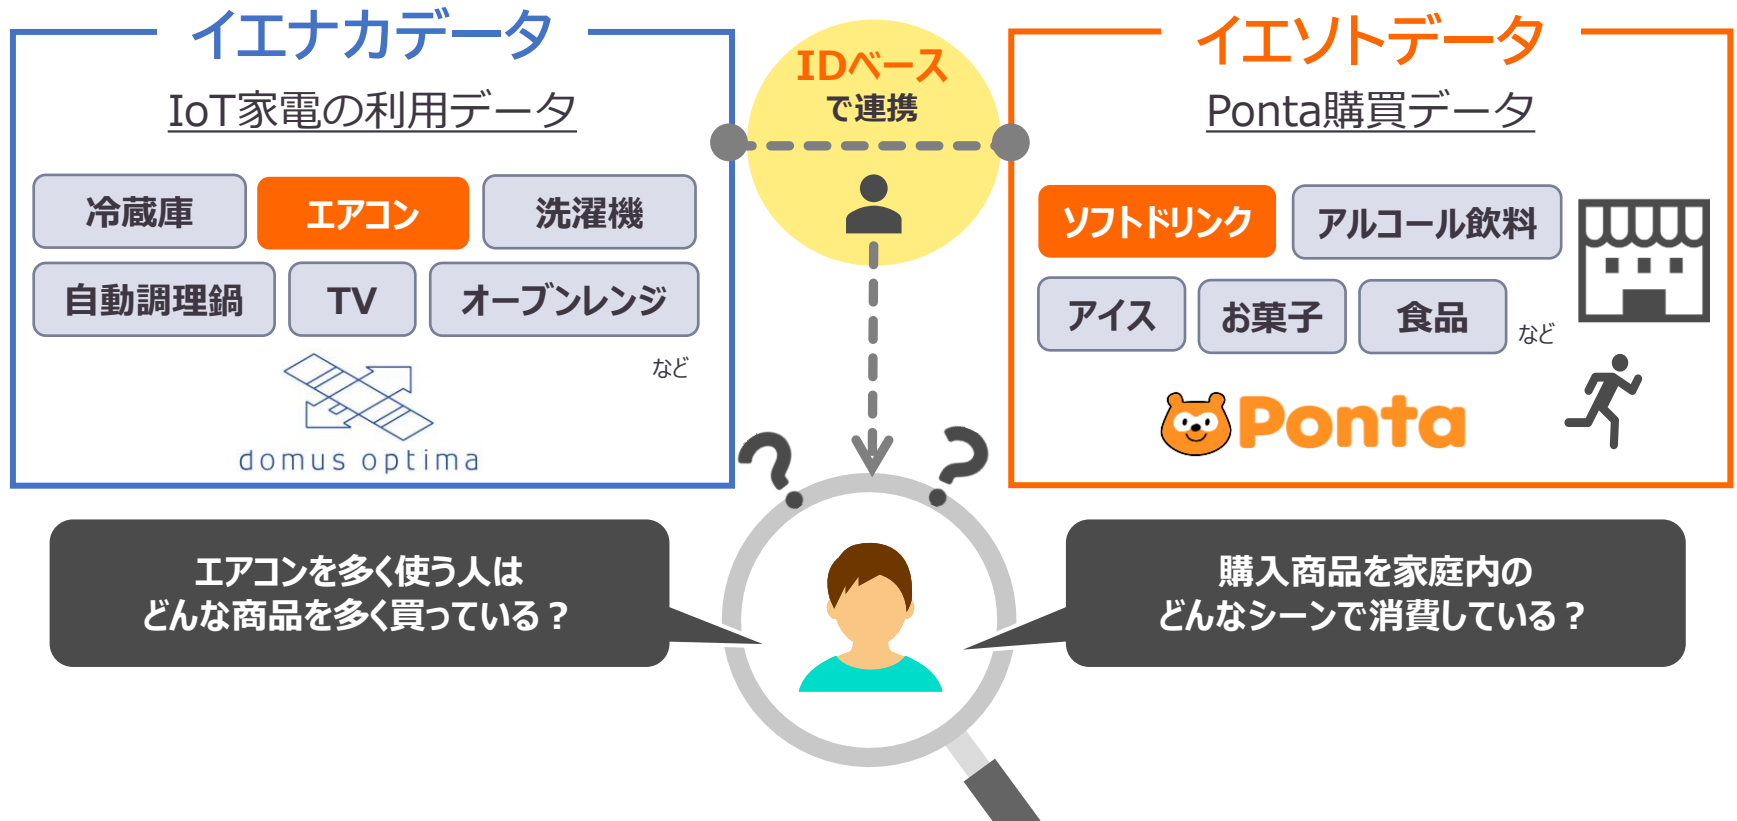 イエナカデータ
IoT家電の利用データ
冷蔵庫
エアコン
洗濯機
自動調理鍋
TV
オーブンレンジ
など
domus optima
IDベース
で連携
イエソトデータ
Ponta購買データ
ソフトドリンク
アルコール飲料
アイス
お菓子
食品
など
Ponta
?
?
エアコンを多く使う人は
どんな商品を多く買っている？
購入商品を家庭内の
どんなシーンで消費している？